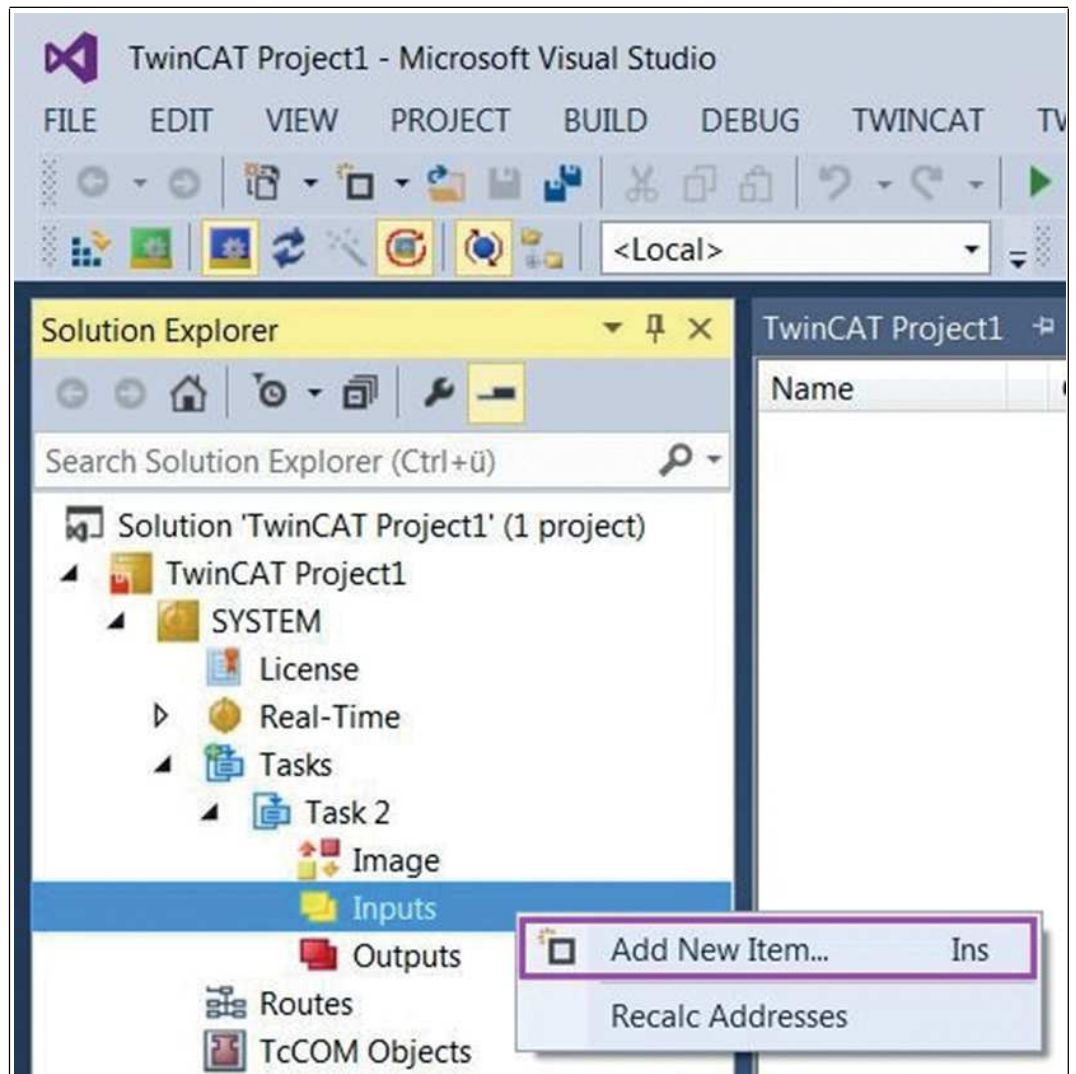 TwinCAT Project1 - Microsoft Visual Studio
FILE EDIT VIEW PROJECT BUILD DEBUG TWINCAT
<Local>
Solution Explorer
TwinCAT Project1
Name
Search Solution Explorer (Ctrl+ü)
Solution 'TwinCAT Project1' (1 project)
TwinCAT Project1
SYSTEM
License
Real-Time
Tasks
Task 2
Image
Inputs
Outputs
Add New Item... Ins
Routes
Recalc Addresses
TcCOM Objects